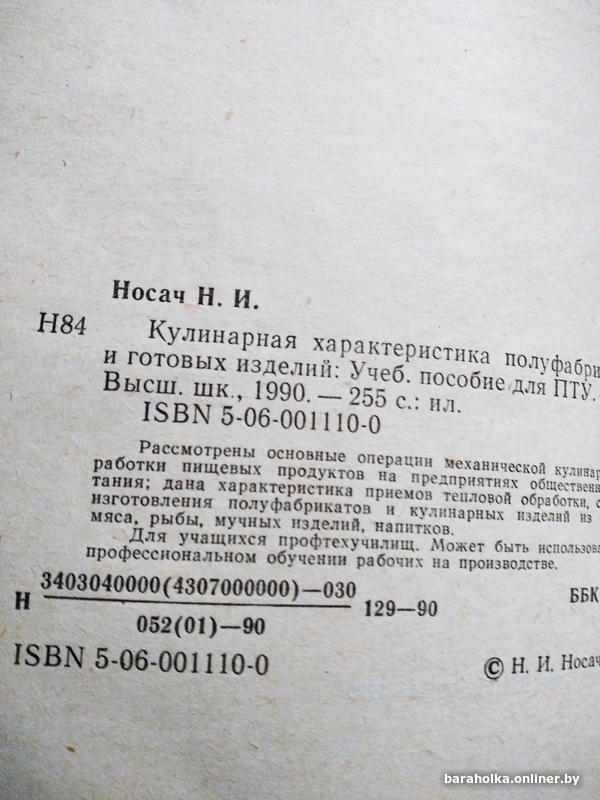 Носач Н. И.
Н84 Кулинарная характеристика полуфабри
и готовых изделий: Учеб. пособие для ПТУ.
Высш. шк., 1990. — 255 с.: ил.
ISBN 5-06-001110-0
Рассмотрены основные операции механической кулинар
работки пищевых продуктов на предприятиях общественн
тания; дана характеристика приемов тепловой обработки, с
изготовления полуфабрикатов и кулинарных изделий из
мяса, рыбы, мучных изделий, напитков.
Для учащихся профтехучилищ. Может быть использова
профессиональном обучении рабочих на производстве.
3403040000(4307000000)—030
Н 129—90
052(01)—90
ББК
ISBN 5-06-001110-0
© Н. И. Носач
baraholka.onliner.by